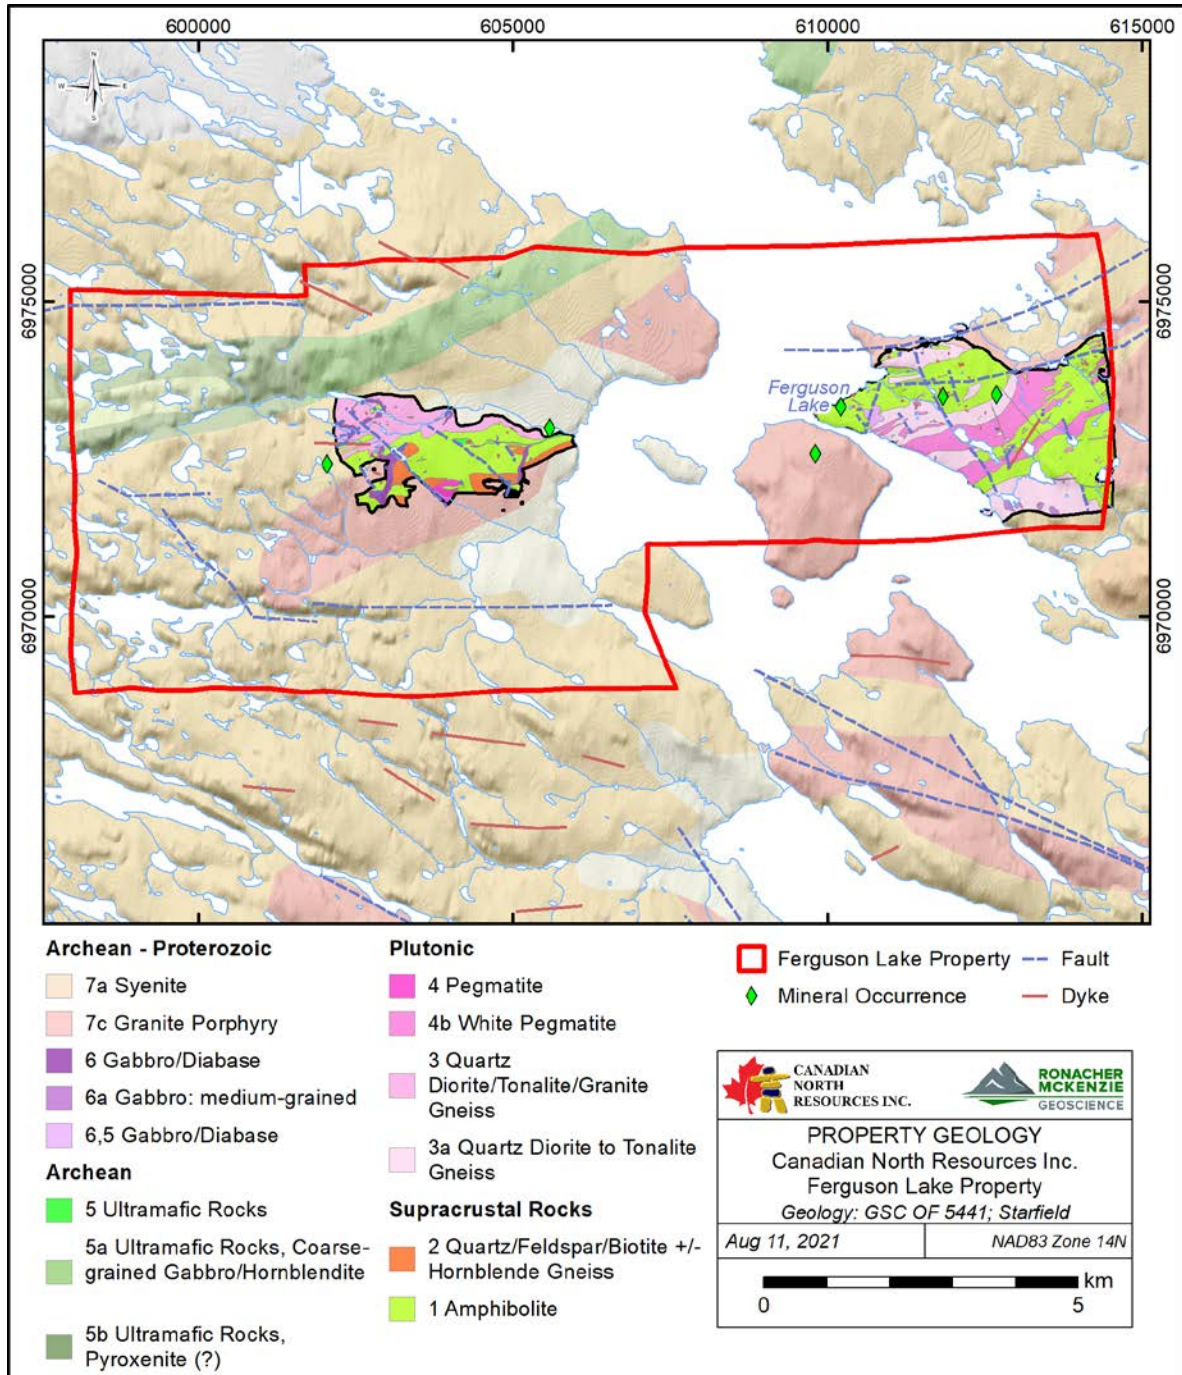 600000
605000
610000
615000
N
W
E
S
6975000
6975000
Ferguson
Lake
6970000
6970000
Archean - Proterozoic
7a Syenite
7c Granite Porphyry
6 Gabbro/Diabase
6a Gabbro: medium-grained
6,5 Gabbro/Diabase
Archean
5 Ultramafic Rocks
5a Ultramafic Rocks, Coarse-
grained Gabbro/Hornblendite
5b Ultramafic Rocks,
Pyroxenite (?)
Plutonic
4 Pegmatite
4b White Pegmatite
3 Quartz
Diorite/Tonalite/Granite
Gneiss
3a Quartz Diorite to Tonalite
Gneiss
Supracrustal Rocks
2 Quartz/Feldspar/Biotite +/-
Hornblende Gneiss
1 Amphibolite
Ferguson Lake Property
Fault
Mineral Occurrence
Dyke
CANADIAN
NORTH
RESOURCES INC.
RONACHER
MCKENZIE
GEOSCIENCE
PROPERTY GEOLOGY
Canadian North Resources Inc.
Ferguson Lake Property
Geology: GSC OF 5441; Starfield
Aug 11, 2021
NAD83 Zone 14N
km
0
5